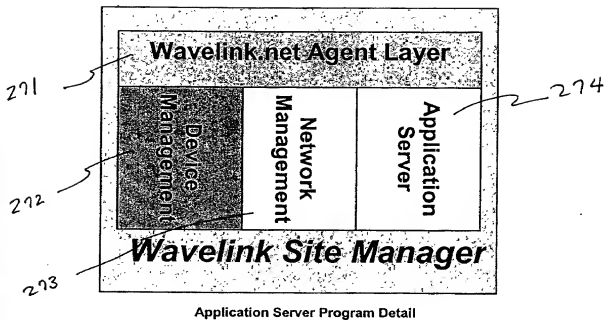 Wavelink.net Agent Layer
271
274
Device
Management
Network
Management
Application
Server
272
273
Wavelink Site Manager
Application Server Program Detail